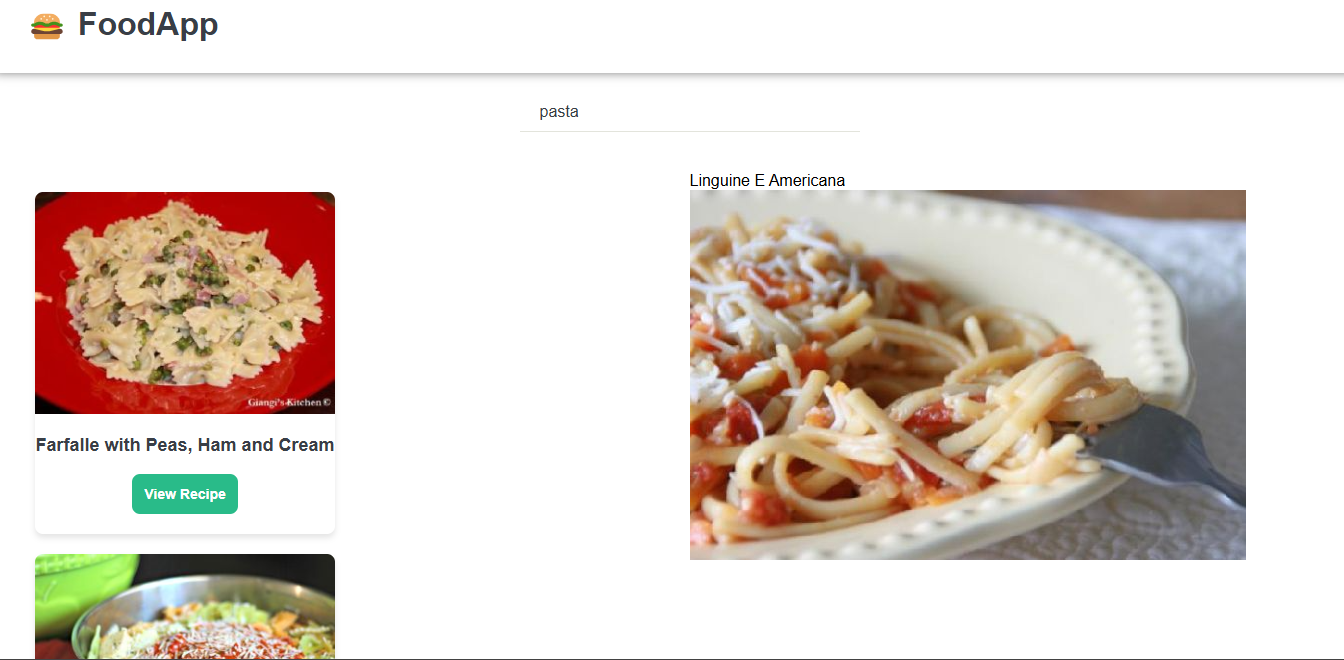 FoodApp
pasta
Linguine E Americana
Giangi's Kitchen ©
Farfalle with Peas, Ham and Cream
View Recipe